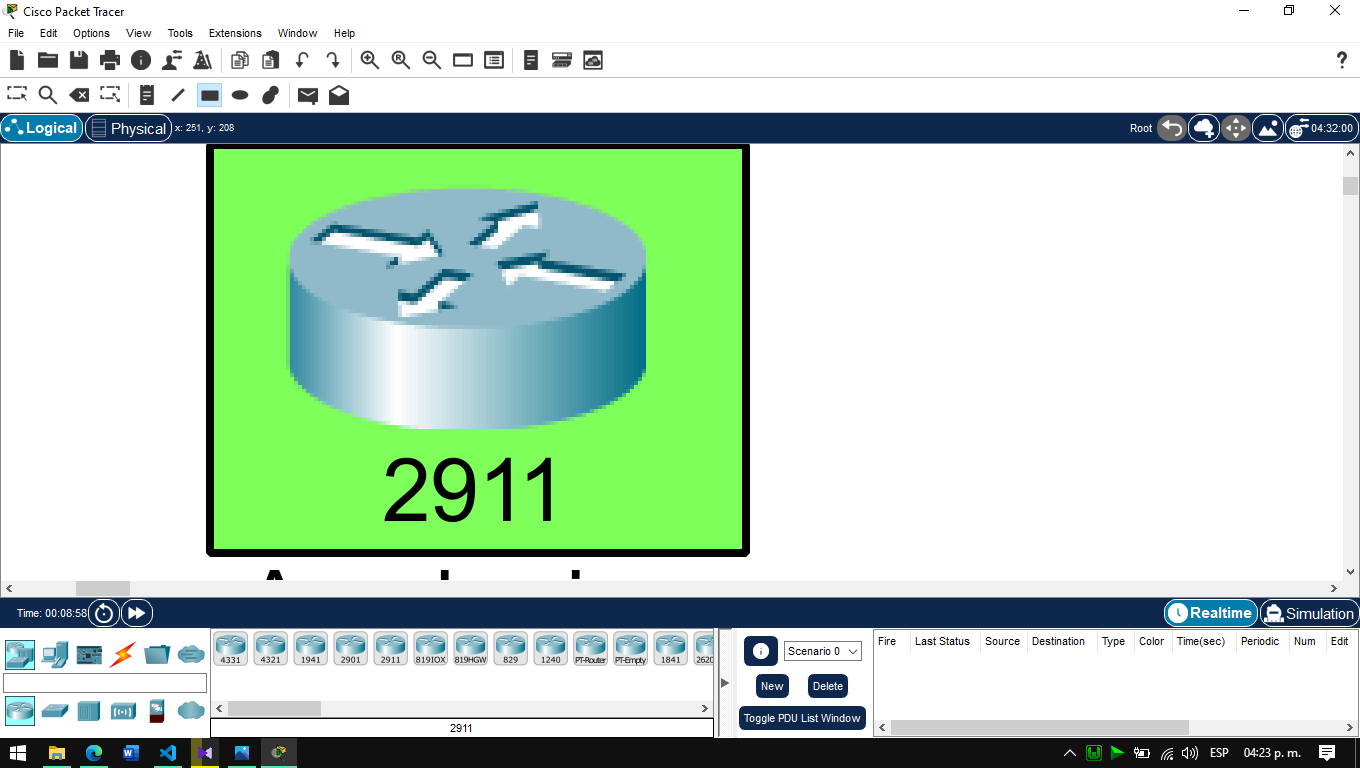 Cisco Packet Tracer
File Edit Options View Tools Extensions Window Help
Logical Physical x: 251, y: 208 Root 04:32:00
2911
Time: 00:08:58 Realtime Simulation
4331 4321 1941 2901 2911 819IOX 819HGW 829 1240 PT-Router PT-Empty 1841 2620
2911
Scenario 0
New Delete
Toggle PDU List Window
Fire Last Status Source Destination Type Color Time(sec) Periodic Num Edit
ESP 04:23 p. m.